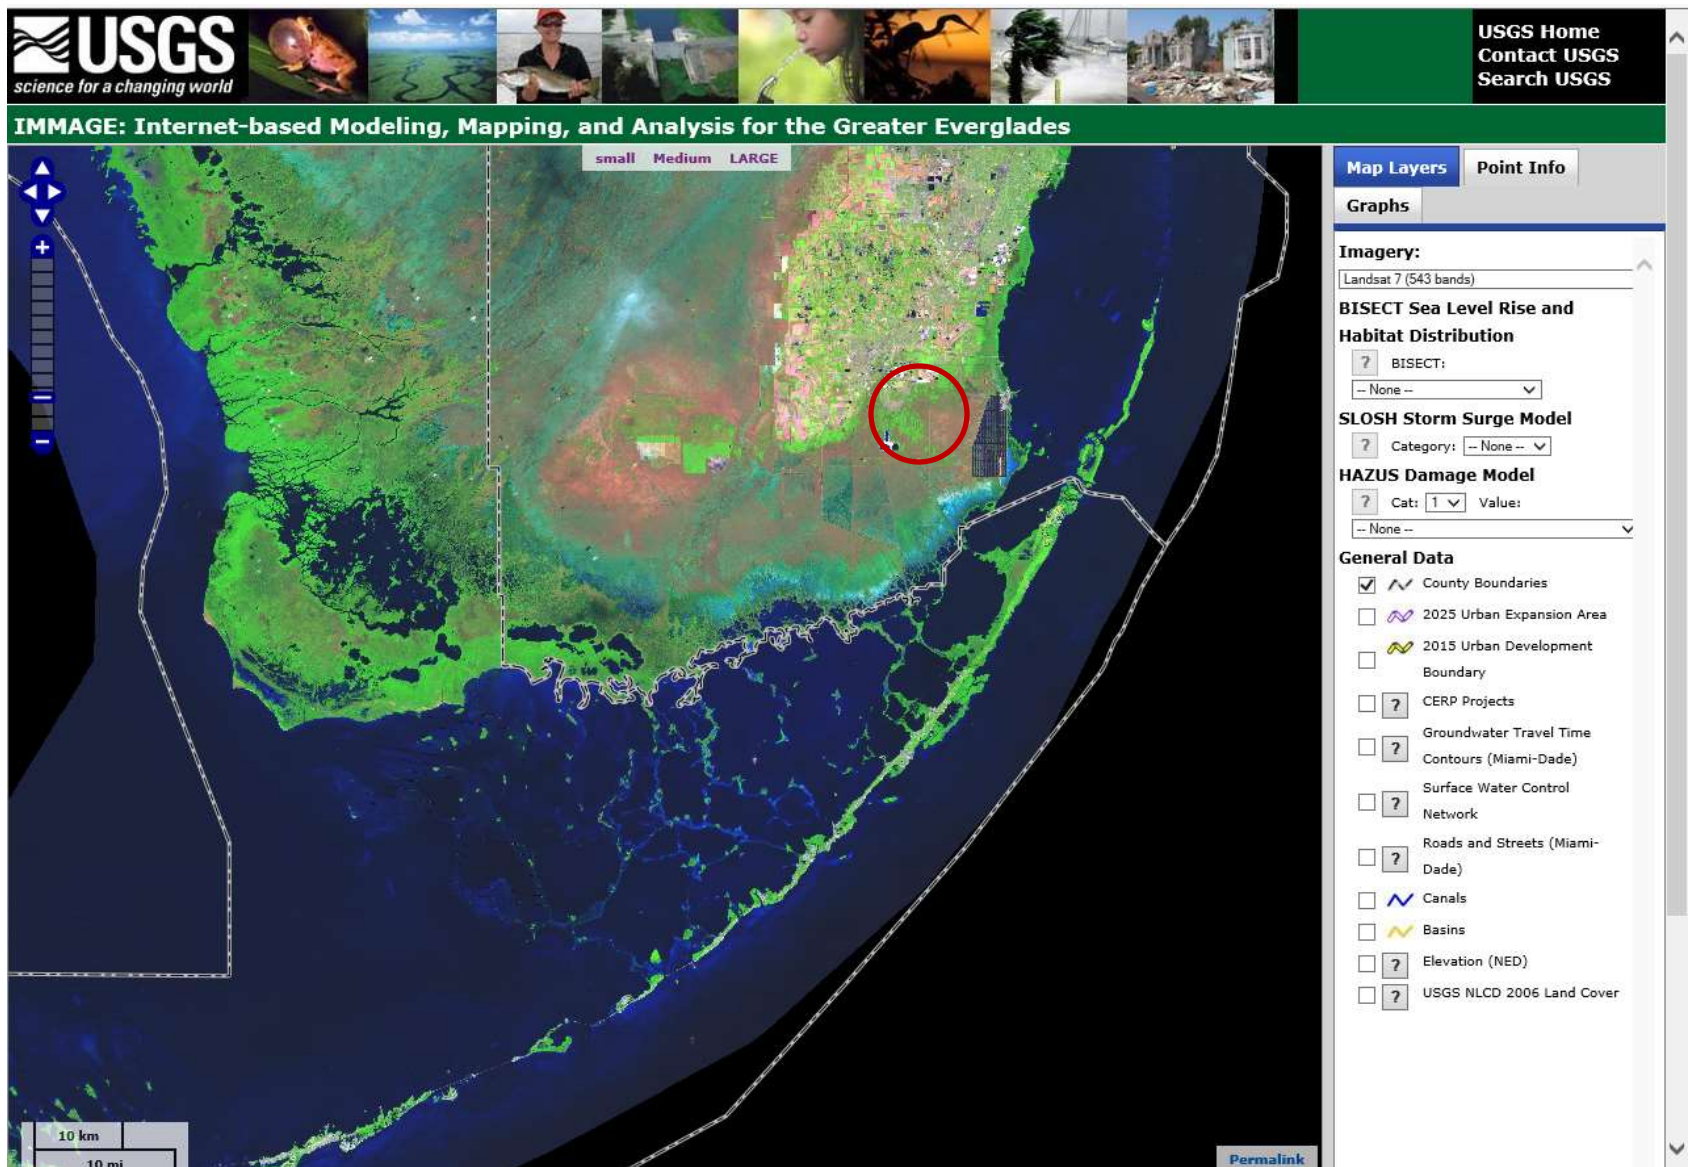 USGS
science for a changing world
USGS Home
Contact USGS
Search USGS
IMMAGE: Internet-based Modeling, Mapping, and Analysis for the Greater Everglades
small Medium LARGE
Map Layers Point Info
Graphs
Imagery:
Landsat 7 (543 bands)
BISECT Sea Level Rise and
Habitat Distribution
? BISECT:
-- None --
SLOSH Storm Surge Model
? Category: -- None --
HAZUS Damage Model
? Cat: 1 Value:
-- None --
General Data
County Boundaries
2025 Urban Expansion Area
2015 Urban Development
Boundary
? CERP Projects
Groundwater Travel Time
? Contours (Miami-Dade)
Surface Water Control
? Network
Roads and Streets (Miami-
? Dade)
Canals
Basins
? Elevation (NED)
? USGS NLCD 2006 Land Cover
10 km
10 mi
Permalink